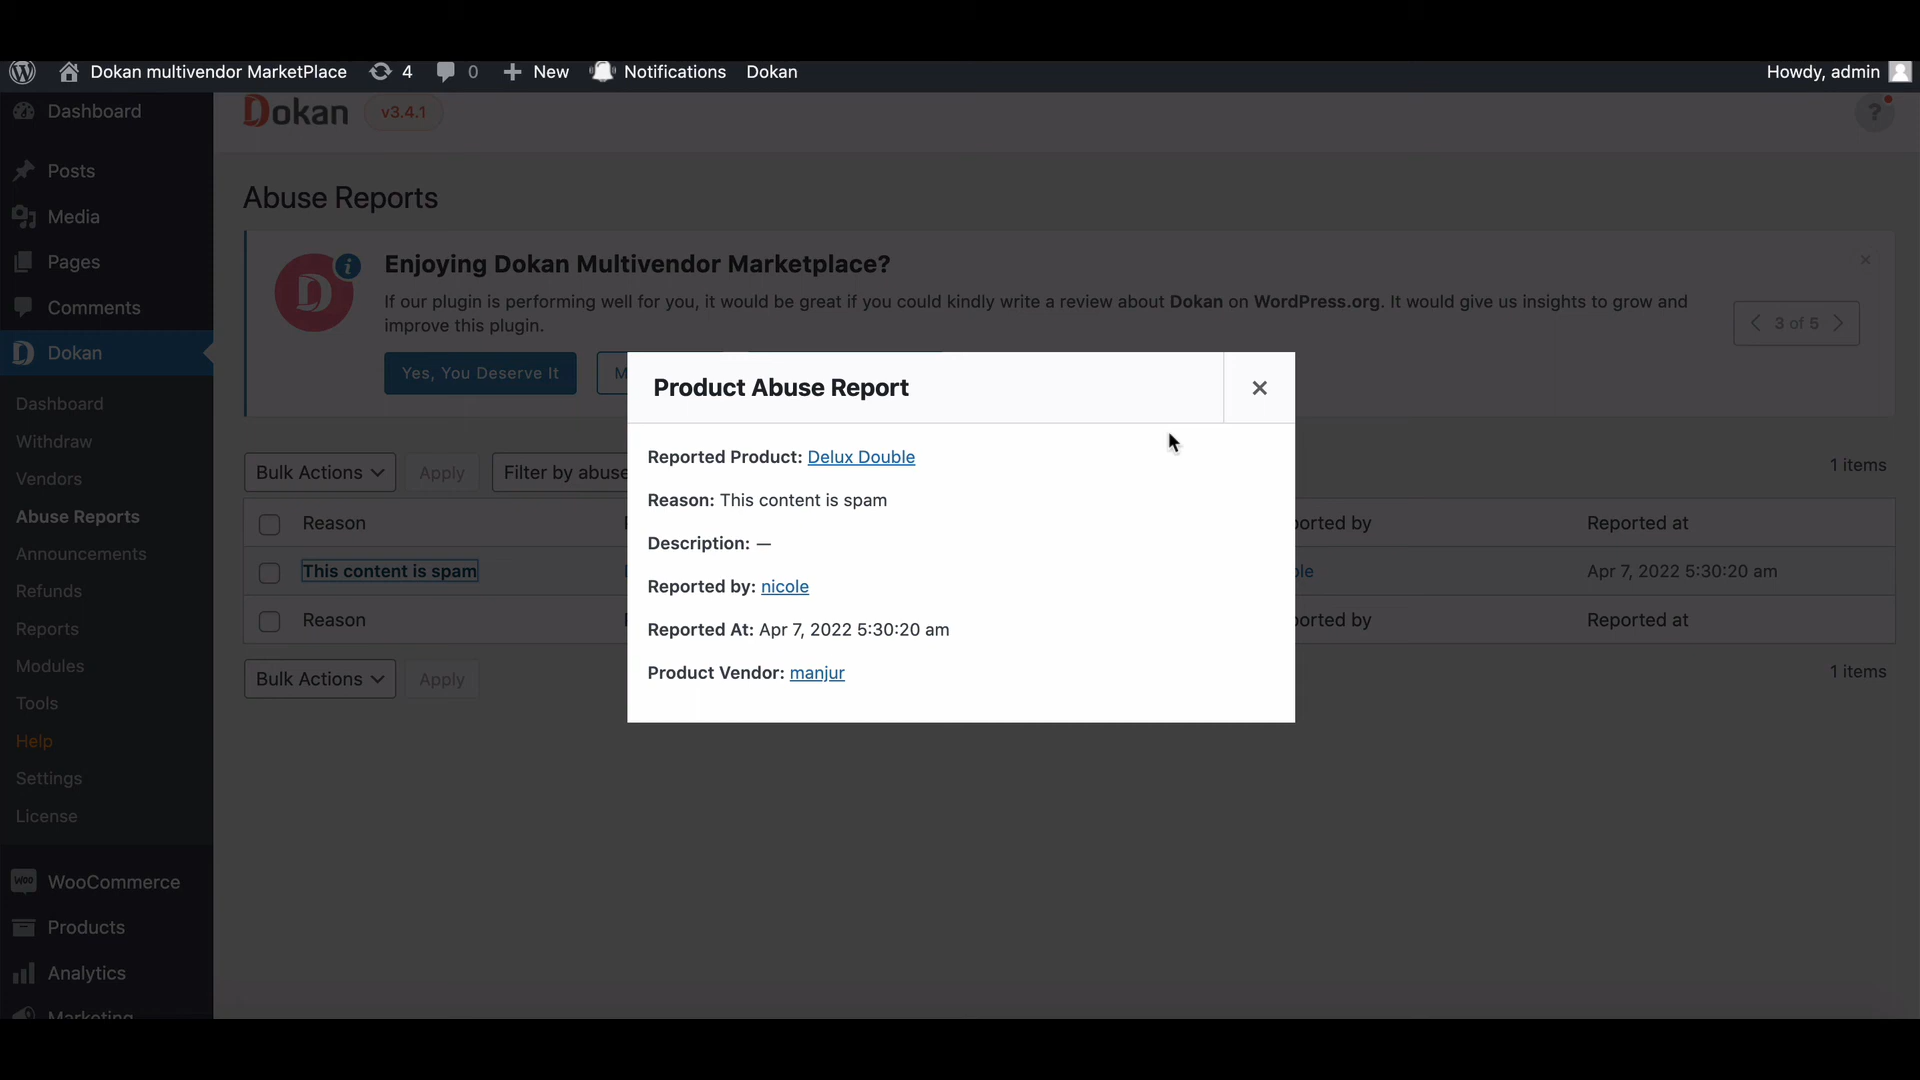 Dokan multivendor MarketPlace 4 0 New Notifications Dokan Howdy, admin
Dashboard
Posts
Media
Pages
Comments
Dokan
Dashboard
Withdraw
Vendors
Abuse Reports
Announcements
Refunds
Reports
Modules
Tools
Help
Settings
License
WooCommerce
Products
Analytics
Marketing
Dokan v3.4.1 ?
Abuse Reports
Enjoying Dokan Multivendor Marketplace?
If our plugin is performing well for you, it would be great if you could kindly write a review about Dokan on WordPress.org. It would give us insights to grow and
improve this plugin.
3 of 5
Yes, You Deserve It M
Bulk Actions Apply Filter by abuse 1 items
Reason ported by Reported at
This content is spam Apr 7, 2022 5:30:20 am
Reason ported by Reported at
Bulk Actions Apply 1 items
Product Abuse Report
Reported Product: Delux Double
Reason: This content is spam
Description: —
Reported by: nicole
Reported At: Apr 7, 2022 5:30:20 am
Product Vendor: manjur